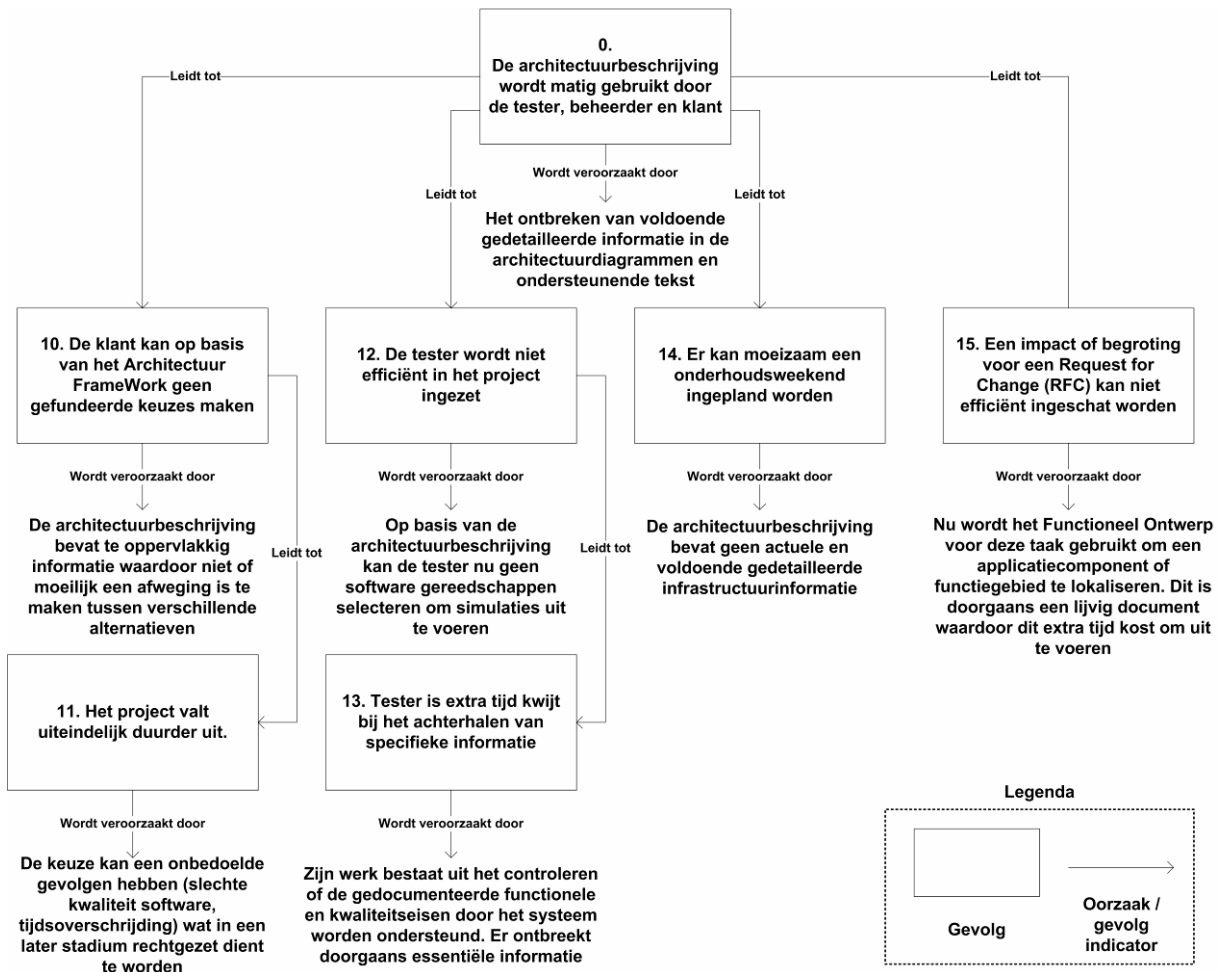 0.
De architectuurbeschrijving
wordt matig gebruikt door
de tester, beheerder en klant
Leidt tot
Leidt tot
Wordt veroorzaakt door
Leidt tot
Leidt tot
Het ontbreken van voldoende
gedetailleerde informatie in de
architectuurdiagrammen en
ondersteunende tekst
10. De klant kan op basis
van het Architectuur
FrameWork geen
gefundeerde keuzes maken
12. De tester wordt niet
efficiënt in het project
ingezet
14. Er kan moeizaam een
onderhoudsweekend
ingepland worden
15. Een impact of begroting
voor een Request for
Change (RFC) kan niet
efficiënt ingeschat worden
Wordt veroorzaakt door
Wordt veroorzaakt door
Wordt veroorzaakt door
Wordt veroorzaakt door
De architectuurbeschrijving
bevat te oppervlakkig
informatie waardoor niet of
moeilijk een afweging is te
maken tussen verschillende
alternatieven
Leidt tot
Op basis van de
architectuurbeschrijving
kan de tester nu geen
software gereedschappen
selecteren om simulaties uit
te voeren
Leidt tot
De architectuurbeschrijving
bevat geen actuele en
voldoende gedetailleerde
infrastructuurinformatie
Nu wordt het Functioneel Ontwerp
voor deze taak gebruikt om een
applicatiecomponent of
functiegebied te lokaliseren. Dit is
doorgaans een lijvig document
waardoor dit extra tijd kost om uit
te voeren
11. Het project valt
uiteindelijk duurder uit.
13. Tester is extra tijd kwijt
bij het achterhalen van
specifieke informatie
Wordt veroorzaakt door
Wordt veroorzaakt door
De keuze kan een onbedoelde
gevolgen hebben (slechte
kwaliteit software,
tijdsoverschrijding) wat in een
later stadium rechtgezet dient
te worden
Zijn werk bestaat uit het controleren
of de gedocumenteerde functionele
en kwaliteitseisen door het systeem
worden ondersteund. Er ontbreekt
doorgaans essentiële informatie
Legenda
Gevolg
Oorzaak /
gevolg
indicator